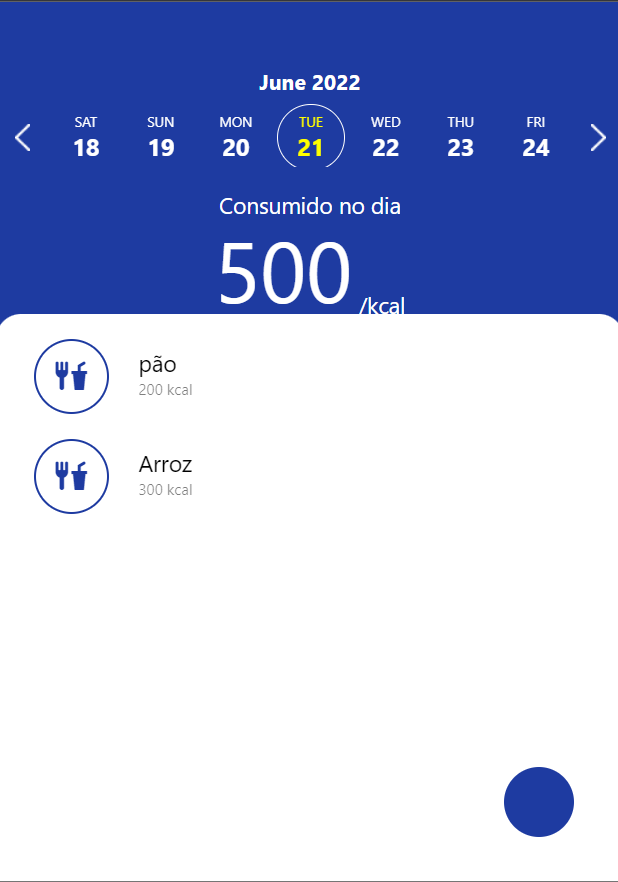 June 2022
SAT SUN MON TUE WED THU FRI
18 19 20 21 22 23 24
Consumido no dia
500 /kcal
pão
200 kcal
Arroz
300 kcal